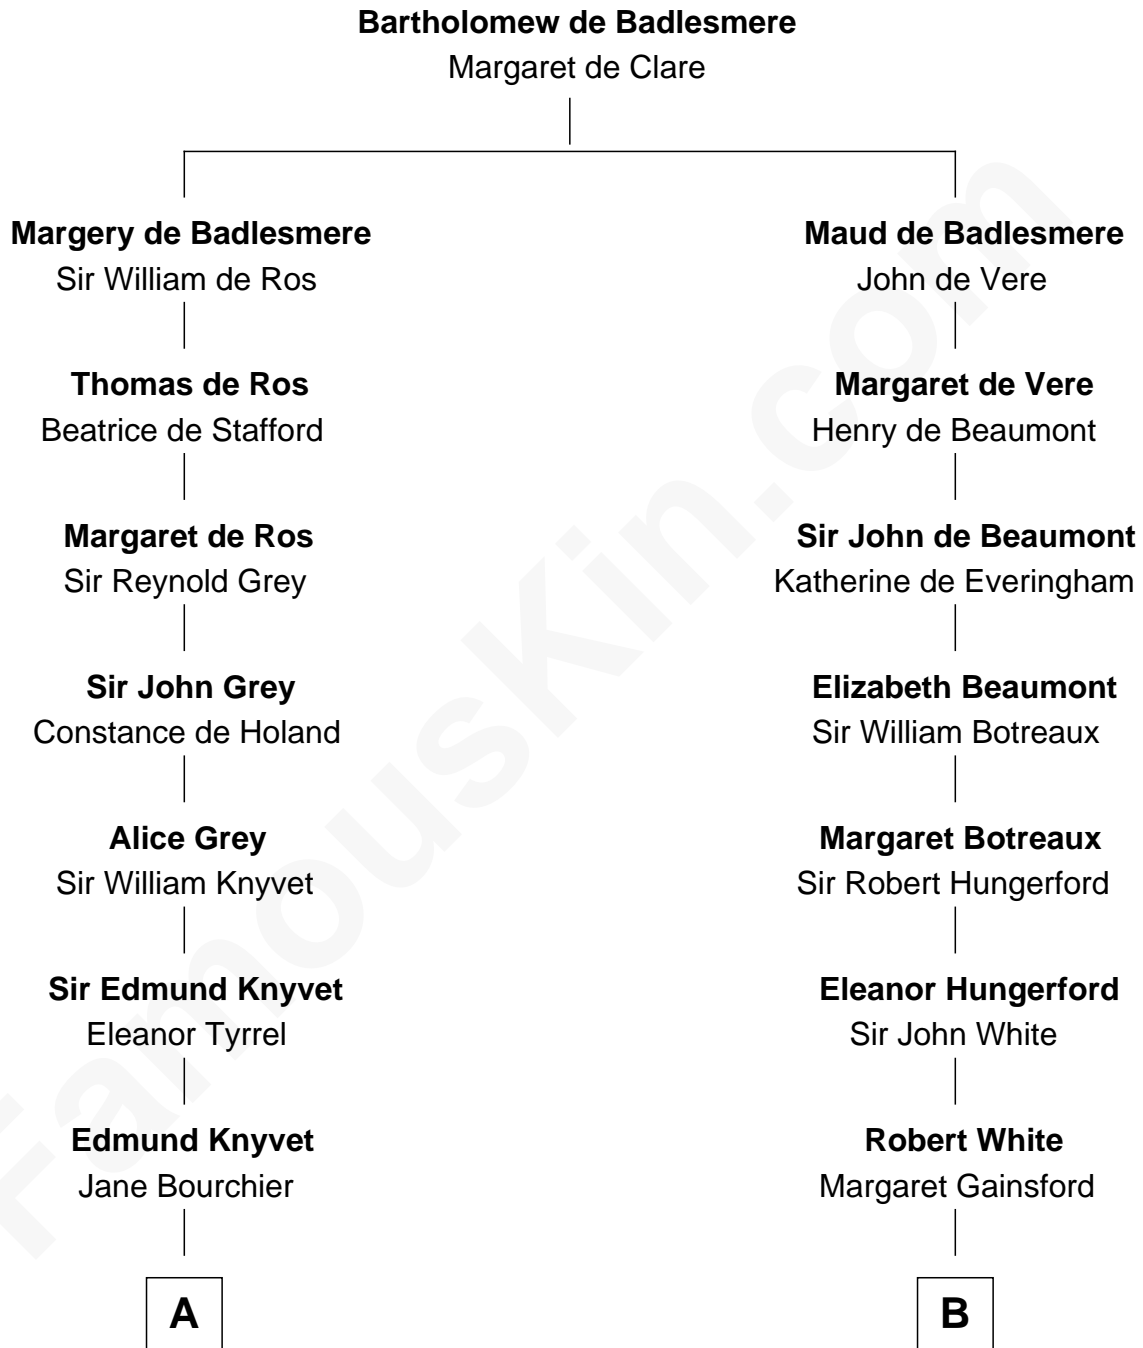 Bartholomew de Badlesmere
Margaret de Clare
Margery de Badlesmere
Sir William de Ros
Maud de Badlesmere
John de Vere
Thomas de Ros
Beatrice de Stafford
Margaret de Vere
Henry de Beaumont
Margaret de Ros
Sir Reynold Grey
Sir John de Beaumont
Katherine de Everingham
Sir John Grey
Constance de Holand
Elizabeth Beaumont
Sir William Botreaux
Alice Grey
Sir William Knyvet
Margaret Botreaux
Sir Robert Hungerford
Sir Edmund Knyvet
Eleanor Tyrrel
Eleanor Hungerford
Sir John White
Edmund Knyvet
Jane Bourchier
Robert White
Margaret Gainsford
A
B
FamousKin.com